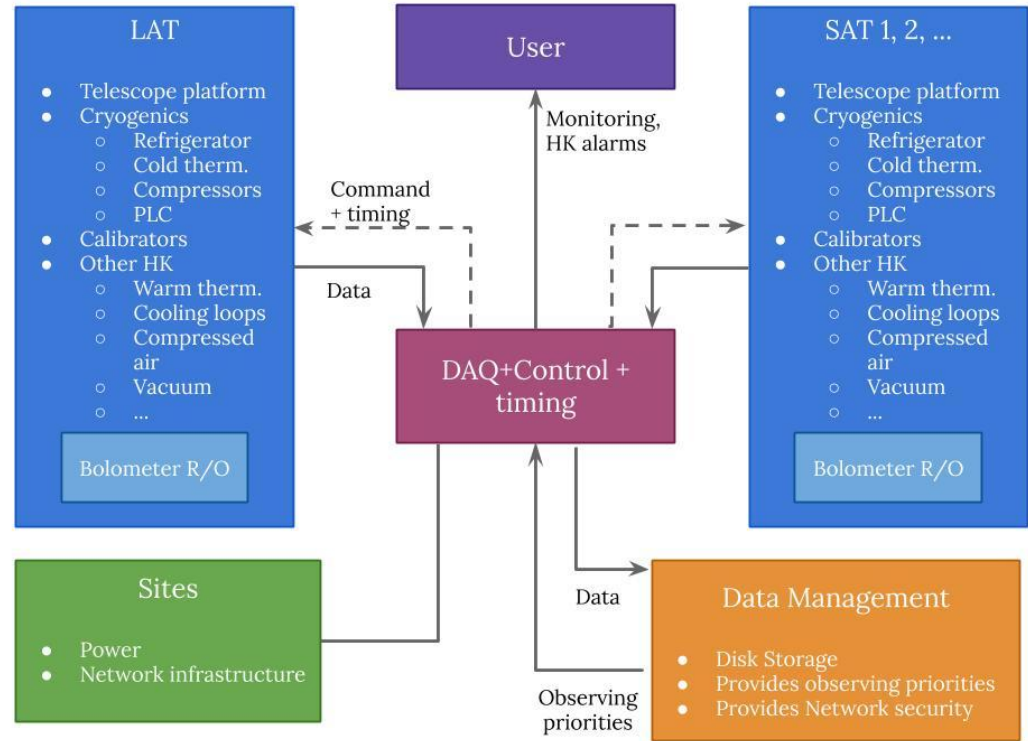 LAT
● Telescope platform
● Cryogenics
○ Refrigerator
○ Cold therm.
○ Compressors
○ PLC
● Calibrators
● Other HK
○ Warm therm.
○ Cooling loops
○ Compressed
air
○ Vacuum
○ ...
Bolometer R/O
User
Monitoring,
HK alarms
Command
+ timing
Data
DAQ+Control +
timing
SAT 1, 2, ...
● Telescope platform
● Cryogenics
○ Refrigerator
○ Cold therm.
○ Compressors
○ PLC
● Calibrators
● Other HK
○ Warm therm.
○ Cooling loops
○ Compressed
air
○ Vacuum
○ ...
Bolometer R/O
Sites
● Power
● Network infrastructure
Data
Observing
priorities
Data Management
● Disk Storage
● Provides observing priorities
● Provides Network security